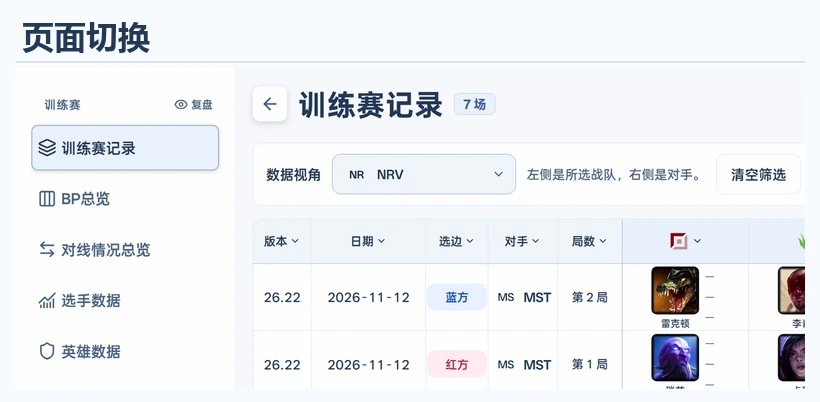 页面切换
训练赛
复盘
训练赛记录
BP总览
对线情况总览
选手数据
英雄数据
训练赛记录
7 场
数据视角
NR NRV
左侧是所选战队，右侧是对手。
清空筛选
版本 日期 选边 对手 局数
26.22 2026-11-12 蓝方 MS MST 第 2 局
雷克顿
26.22 2026-11-12 红方 MS MST 第 1 局